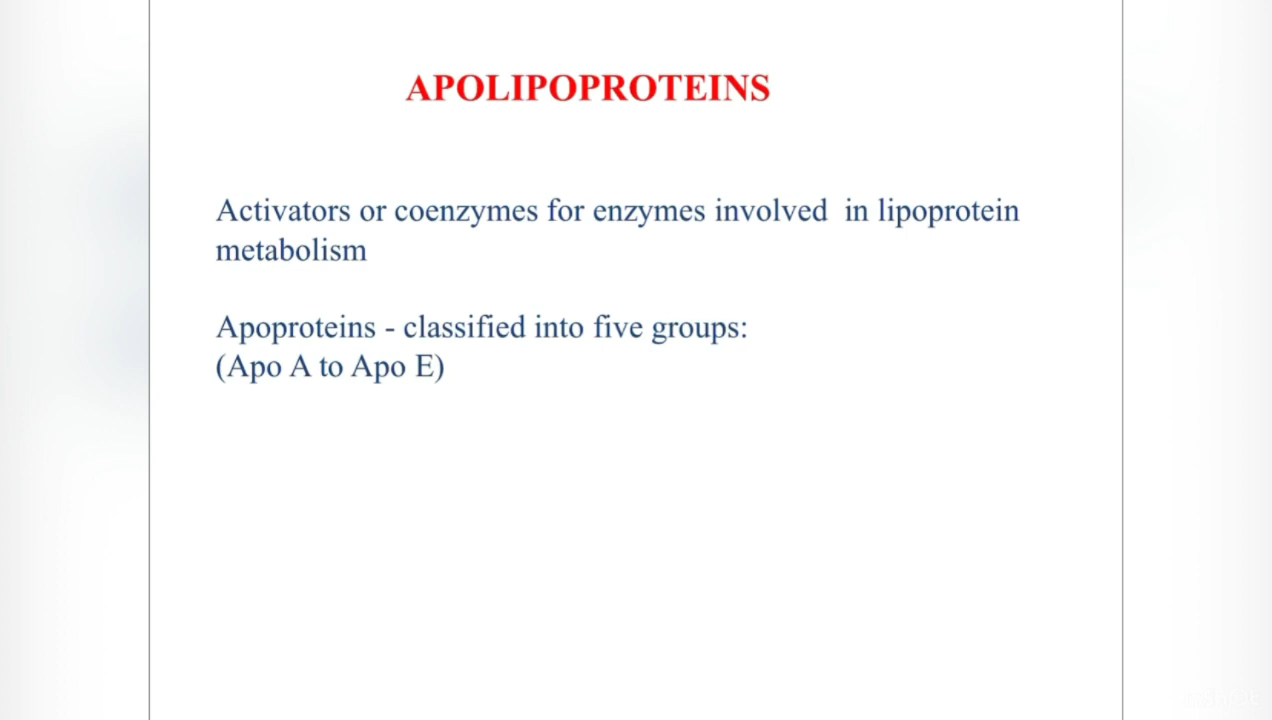 APOLIPOPROTEINS
Activators or coenzymes for enzymes involved in lipoprotein
metabolism
Apoproteins - classified into five groups:
(Apo A to Apo E)